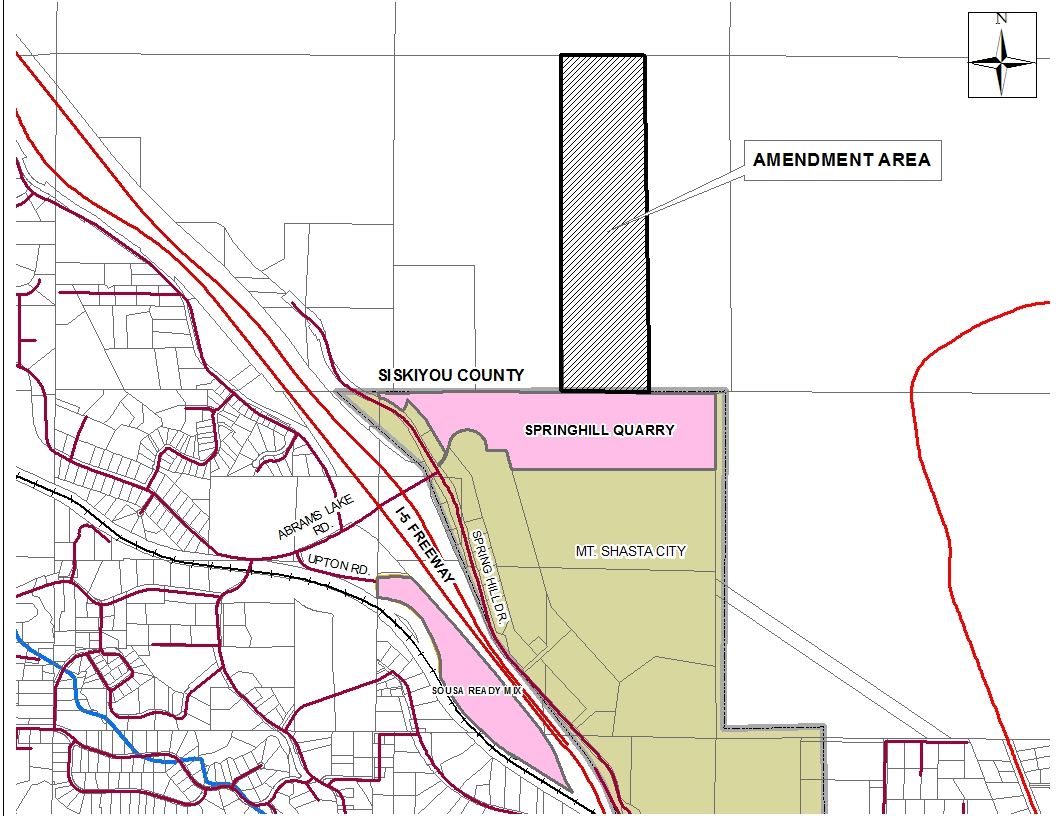 N
AMENDMENT AREA
SISKIYOU COUNTY
SPRINGHILL QUARRY
ABRAMS LAKE
RD.
I-5 FREEWAY
SPRING HILL DR.
MT. SHASTA CITY
UPTON RD.
SOUSA READY MIX